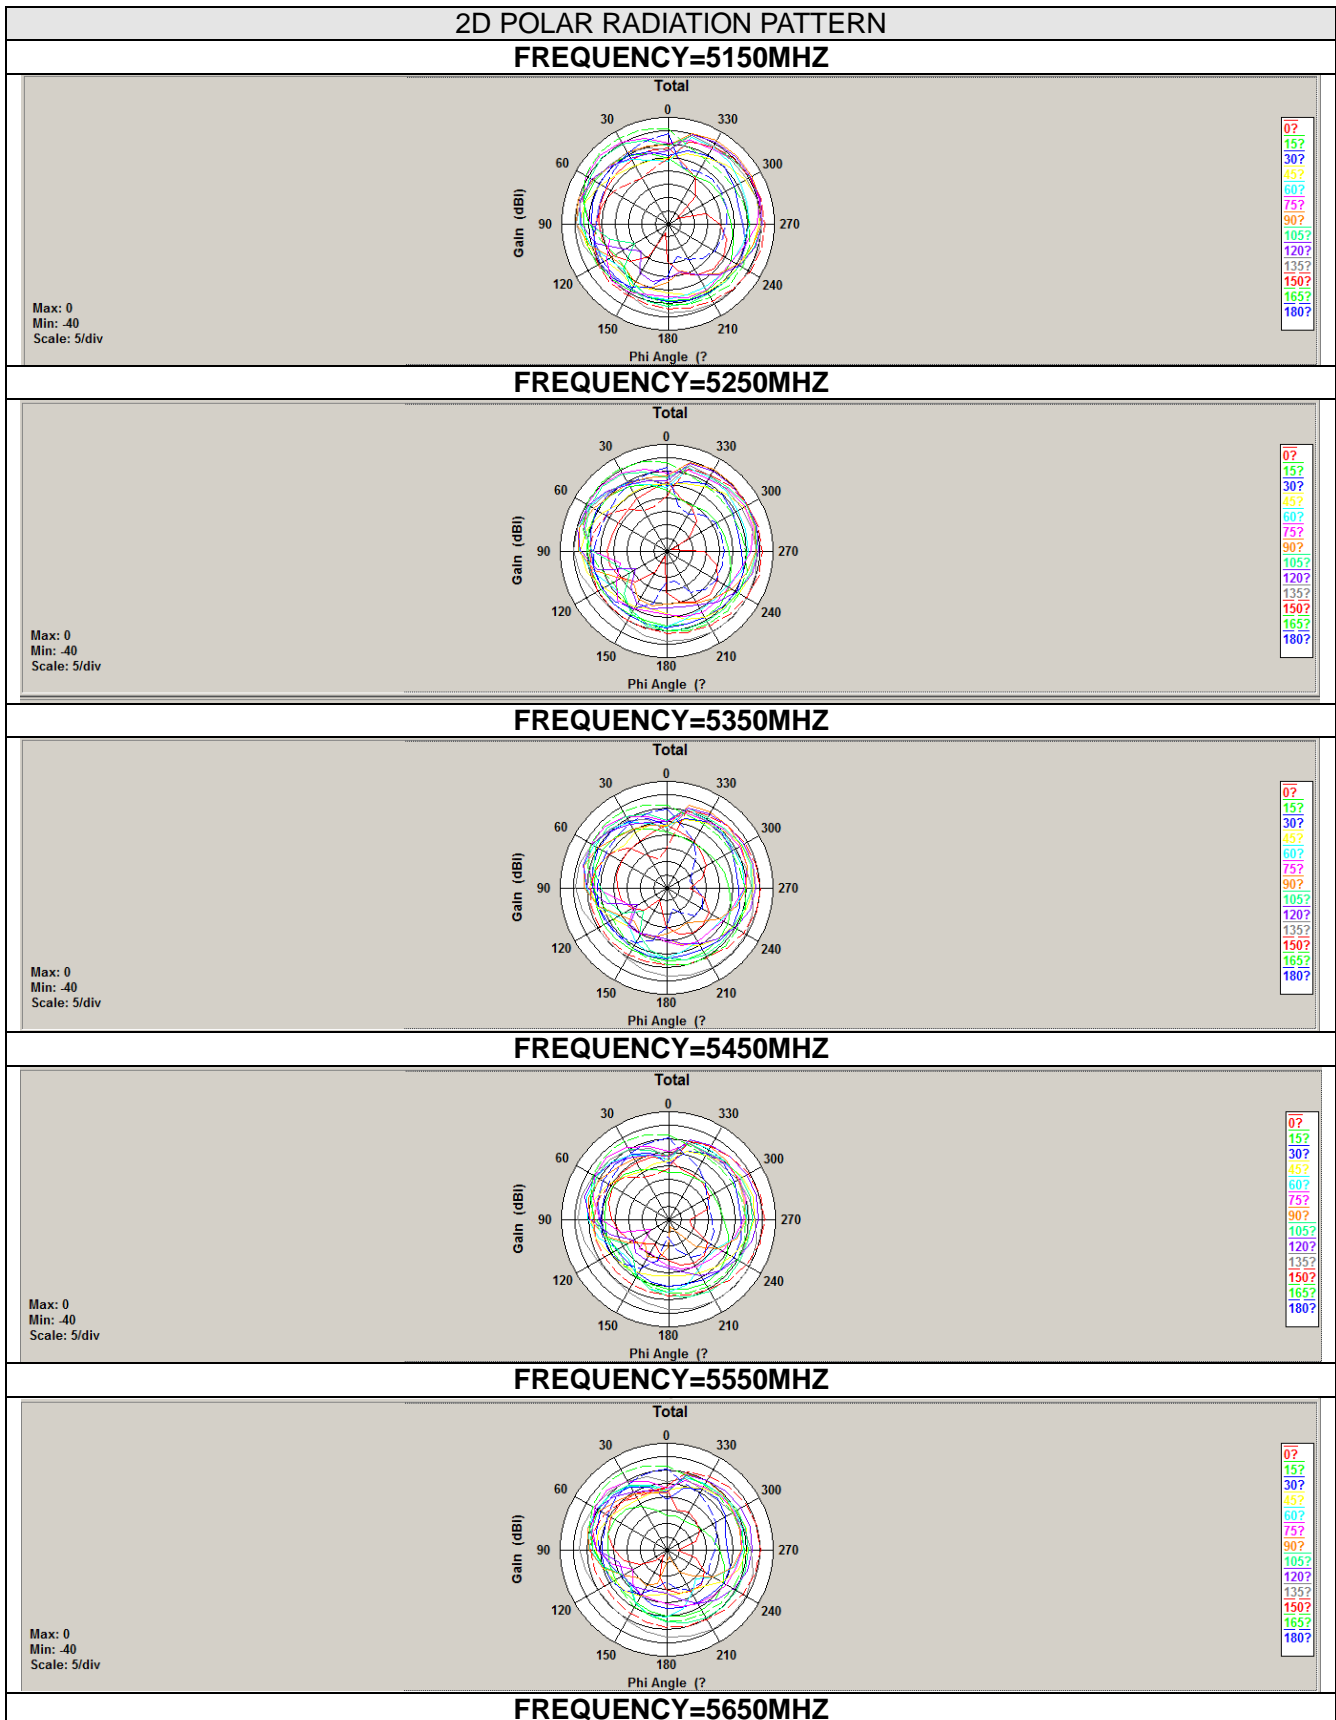 2D POLAR RADIATION PATTERN
FREQUENCY=5150MHZ
Total
0
30 330
60 300
90 270
120 240
150 210
180
Gain (dBi)
Phi Angle (?
Max: 0
Min: -40
Scale: 5/div
0?
15?
30?
45?
60?
75?
90?
105?
120?
135?
150?
165?
180?
FREQUENCY=5250MHZ
Total
0
30 330
60 300
90 270
120 240
150 210
180
Gain (dBi)
Phi Angle (?
Max: 0
Min: -40
Scale: 5/div
0?
15?
30?
45?
60?
75?
90?
105?
120?
135?
150?
165?
180?
FREQUENCY=5350MHZ
Total
0
30 330
60 300
90 270
120 240
150 210
180
Gain (dBi)
Phi Angle (?
Max: 0
Min: -40
Scale: 5/div
0?
15?
30?
45?
60?
75?
90?
105?
120?
135?
150?
165?
180?
FREQUENCY=5450MHZ
Total
0
30 330
60 300
90 270
120 240
150 210
180
Gain (dBi)
Phi Angle (?
Max: 0
Min: -40
Scale: 5/div
0?
15?
30?
45?
60?
75?
90?
105?
120?
135?
150?
165?
180?
FREQUENCY=5550MHZ
Total
0
30 330
60 300
90 270
120 240
150 210
180
Gain (dBi)
Phi Angle (?
Max: 0
Min: -40
Scale: 5/div
0?
15?
30?
45?
60?
75?
90?
105?
120?
135?
150?
165?
180?
FREQUENCY=5650MHZ